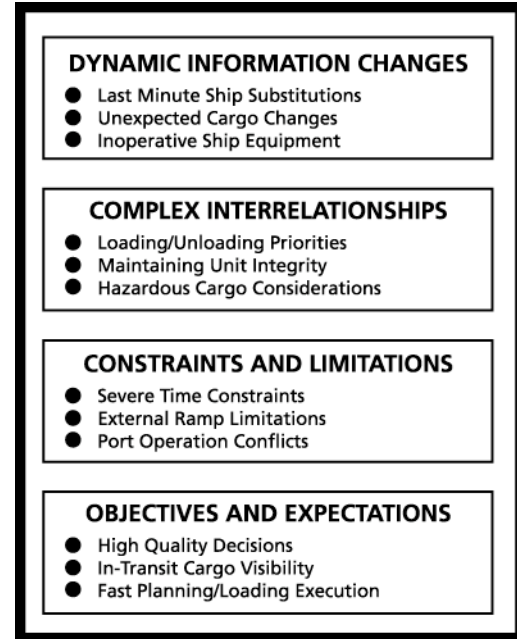 DYNAMIC INFORMATION CHANGES
● Last Minute Ship Substitutions
● Unexpected Cargo Changes
● Inoperative Ship Equipment
COMPLEX INTERRELATIONSHIPS
● Loading/Unloading Priorities
● Maintaining Unit Integrity
● Hazardous Cargo Considerations
CONSTRAINTS AND LIMITATIONS
● Severe Time Constraints
● External Ramp Limitations
● Port Operation Conflicts
OBJECTIVES AND EXPECTATIONS
● High Quality Decisions
● In-Transit Cargo Visibility
● Fast Planning/Loading Execution